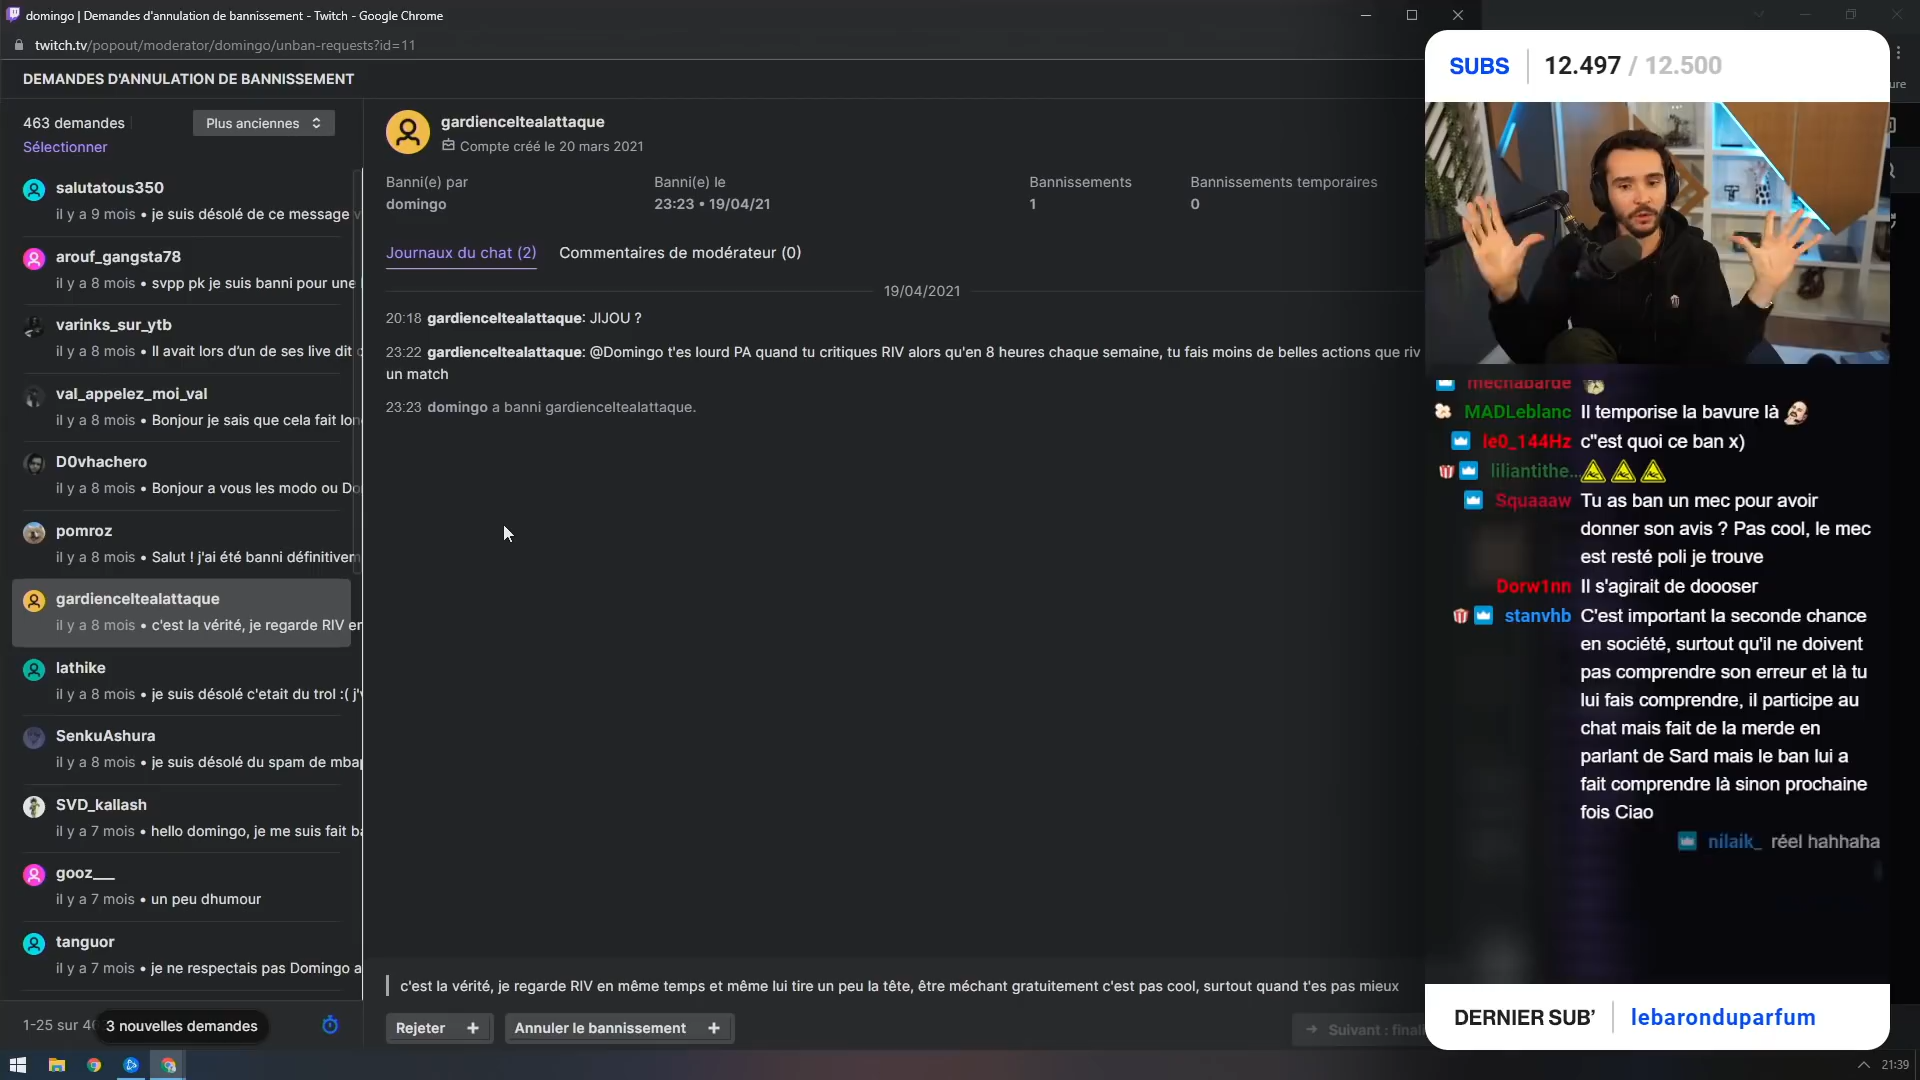 domingo | Demandes d'annulation de bannissement - Twitch - Google Chrome
twitch.tv/popout/moderator/domingo/unban-requests?id=11
DEMANDES D'ANNULATION DE BANNISSEMENT
463 demandes
Plus anciennes
Sélectionner
salutatous350
il y a 9 mois • je suis désolé de ce message
arouf_gangsta78
il y a 8 mois • svpp pk je suis banni pour une
varinks_sur_ytb
il y a 8 mois • Il avait lors d'un de ses live dit
val_appelez_moi_val
il y a 8 mois • Bonjour je sais que cela fait lon
D0vhachero
il y a 8 mois • Bonjour a vous les modo ou Do
pomroz
il y a 8 mois • Salut ! j'ai été banni définitivem
gardienceltealattaque
il y a 8 mois • c'est la vérité, je regarde RIV er
lathike
il y a 8 mois • je suis désolé c'etait du trol :( j'
SenkuAshura
il y a 8 mois • je suis désolé du spam de mba
SVD_kallash
il y a 7 mois • hello domingo, je me suis fait ba
gooz___
il y a 7 mois • un peu dhumour
tanguor
il y a 7 mois • je ne respectais pas Domingo a
1-25 sur 4
3 nouvelles demandes
gardienceltealattaque
Compte créé le 20 mars 2021
Banni(e) par
domingo
Banni(e) le
23:23 • 19/04/21
Bannissements
1
Bannissements temporaires
0
Journaux du chat (2)
Commentaires de modérateur (0)
19/04/2021
20:18 gardienceltealattaque: JIJOU ?
23:22 gardienceltealattaque: @Domingo t'es lourd PA quand tu critiques RIV alors qu'en 8 heures chaque semaine, tu fais moins de belles actions que riv
un match
23:23 domingo a banni gardienceltealattaque.
c'est la vérité, je regarde RIV en même temps et même lui tire un peu la tête, être méchant gratuitement c'est pas cool, surtout quand t'es pas mieux
Rejeter +
Annuler le bannissement +
Suivant : final
SUBS 12.497 / 12.500
mechabarde
MADLeblanc Il temporise la bavure là
le0_144Hz c"est quoi ce ban x)
liliantithe...
Squaaaw Tu as ban un mec pour avoir
donner son avis ? Pas cool, le mec
est resté poli je trouve
Dorw1nn Il s'agirait de doooser
stanvhb C'est important la seconde chance
en société, surtout qu'il ne doivent
pas comprendre son erreur et là tu
lui fais comprendre, il participe au
chat mais fait de la merde en
parlant de Sard mais le ban lui a
fait comprendre là sinon prochaine
fois Ciao
nilaik_ réel hahhaha
DERNIER SUB' lebaronduparfum
ure
21:39